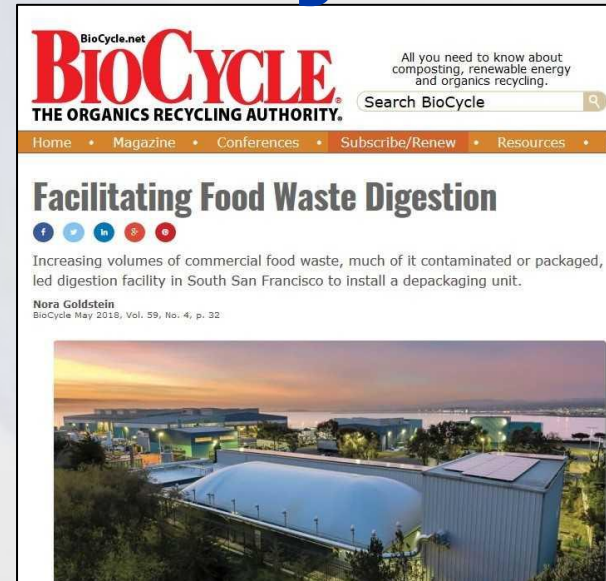 BioCycle.net
BIOCYCLE®
THE ORGANICS RECYCLING AUTHORITY.
All you need to know about
composting, renewable energy
and organics recycling.
Search BioCycle
Home • Magazine • Conferences • Subscribe/Renew • Resources •
Facilitating Food Waste Digestion
Increasing volumes of commercial food waste, much of it contaminated or packaged,
led digestion facility in South San Francisco to install a depackaging unit.
Nora Goldstein
BioCycle May 2018, Vol. 59, No. 4, p. 32